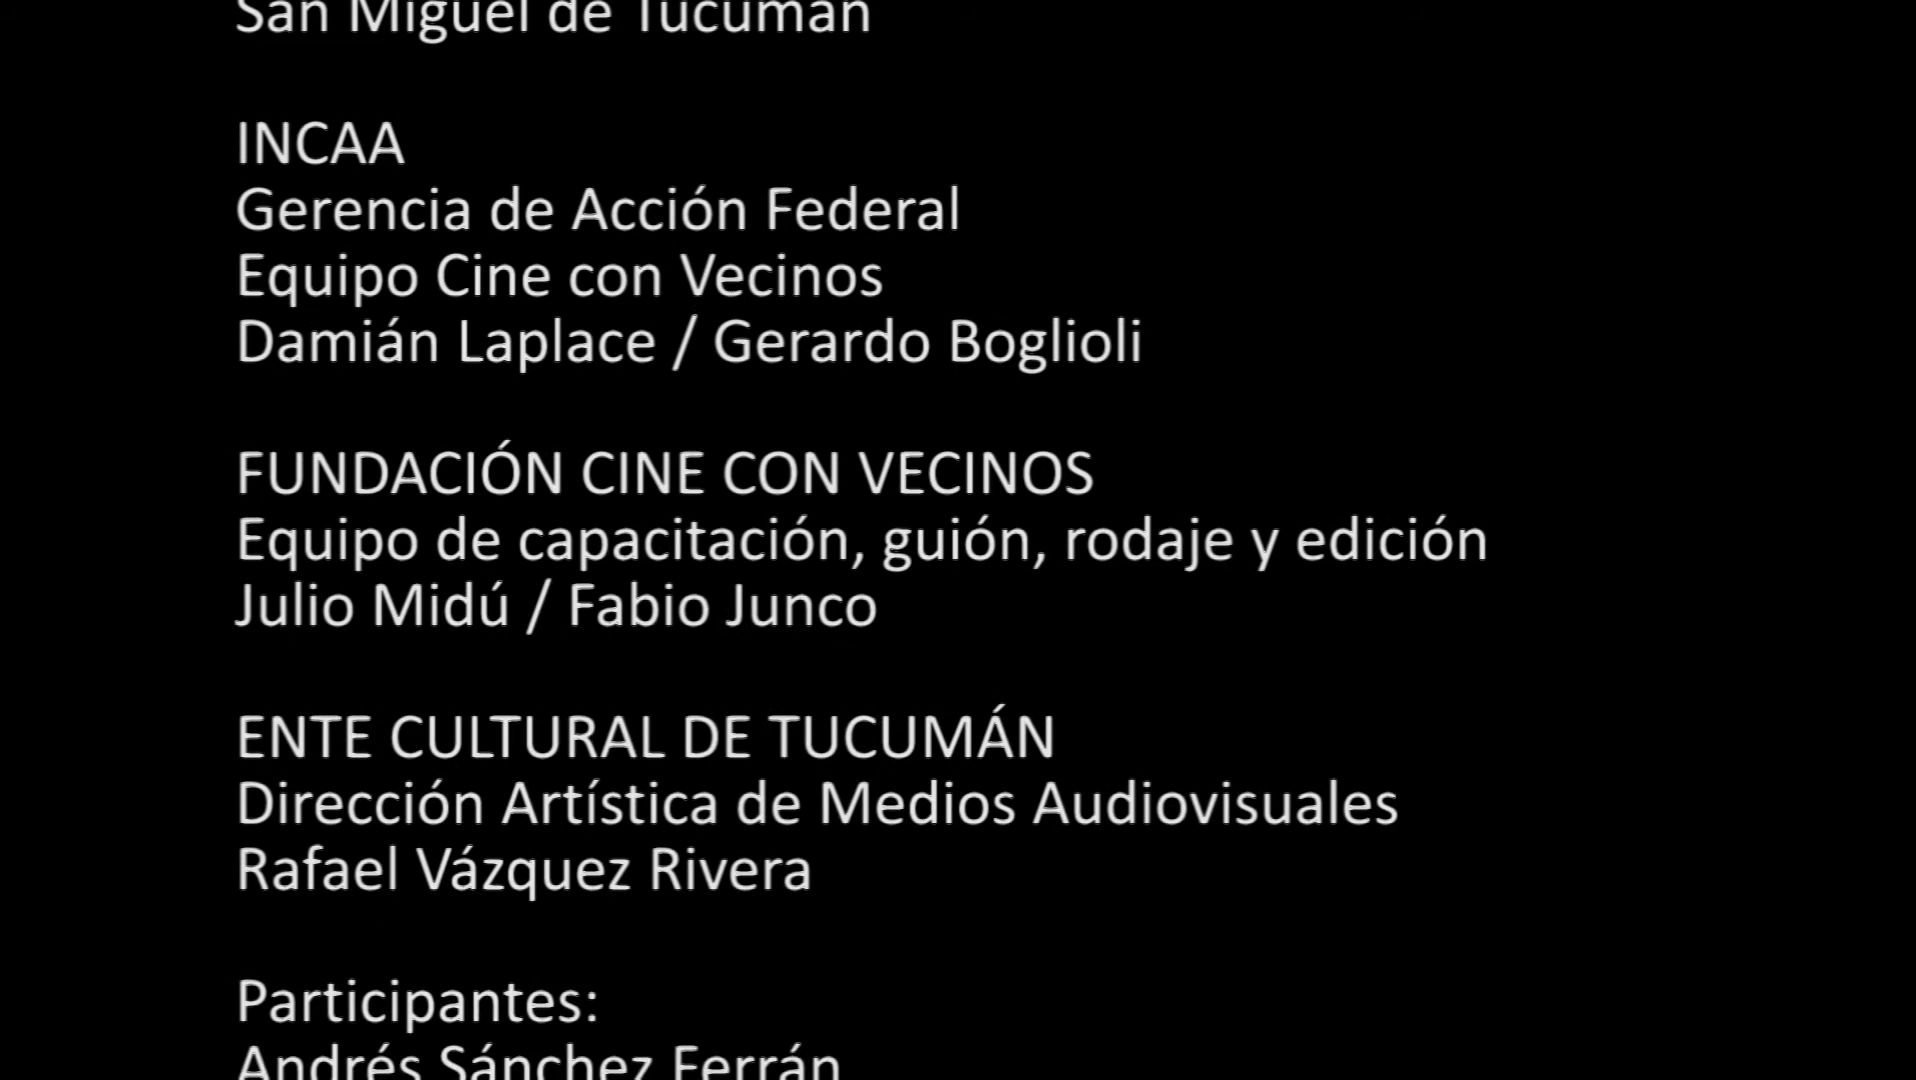 San Miguel de Tucumán
INCAA
Gerencia de Acción Federal
Equipo Cine con Vecinos
Damián Laplace / Gerardo Boglioli
FUNDACIÓN CINE CON VECINOS
Equipo de capacitación, guión, rodaje y edición
Julio Midú / Fabio Junco
ENTE CULTURAL DE TUCUMÁN
Dirección Artística de Medios Audiovisuales
Rafael Vázquez Rivera
Participantes:
Andrés Sánchez Ferrán